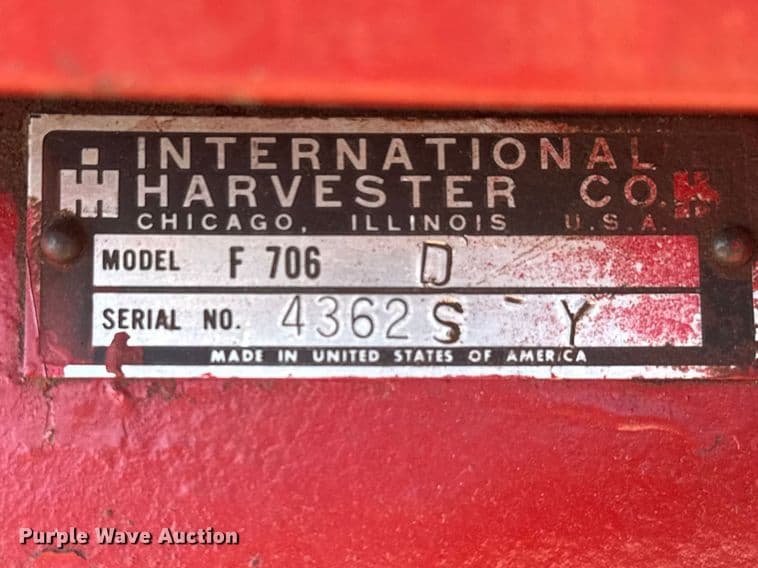 INTERNATIONAL
HARVESTER CO.
CHICAGO, ILLINOIS U.S.A.
MODEL F 706 D
SERIAL NO. 4362 S - Y
MADE IN UNITED STATES OF AMERICA
Purple Wave Auction